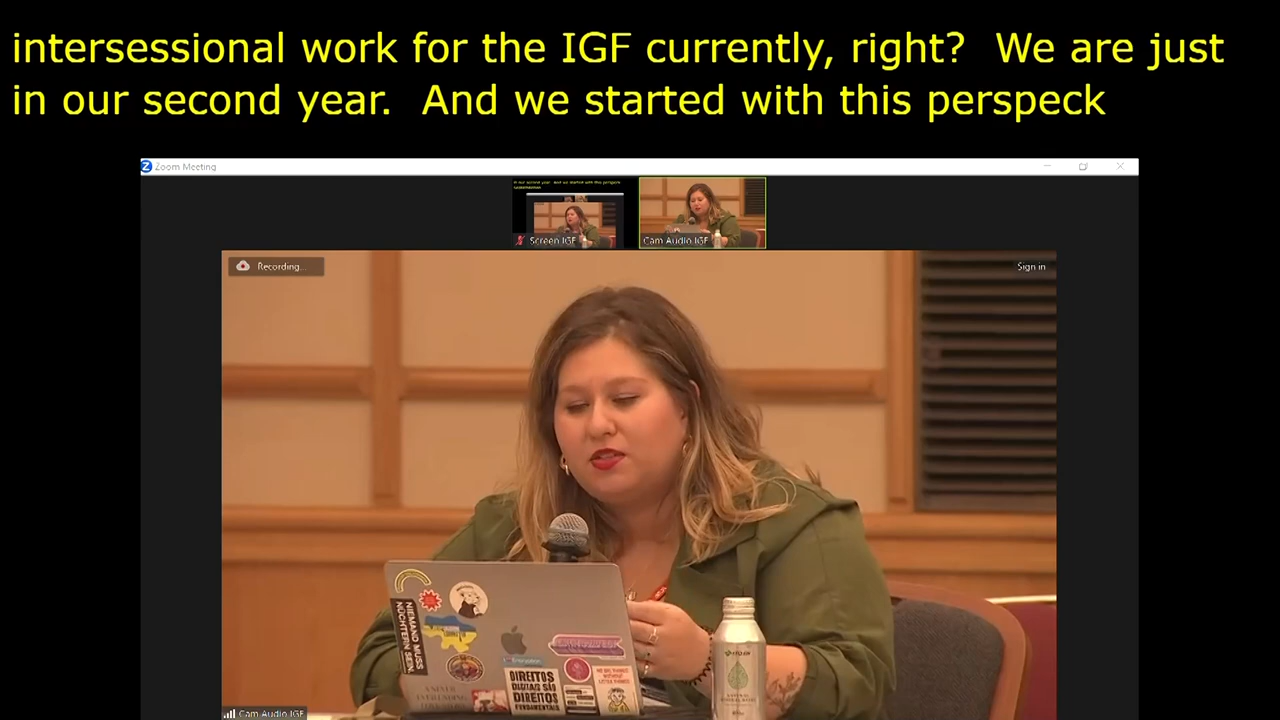 intersessional work for the IGF currently, right?  We are just
in our second year.  And we started with this perspeck
Zoom Meeting
Screen IGF
Cam Audio IGF
Recording...
Sign in
NIEMAND MUSS
NÜCHTERN SEIN.
DIREITOS
DIGITAIS SÃO
DIREITOS
FUNDAMENTAIS
Cam Audio IGF